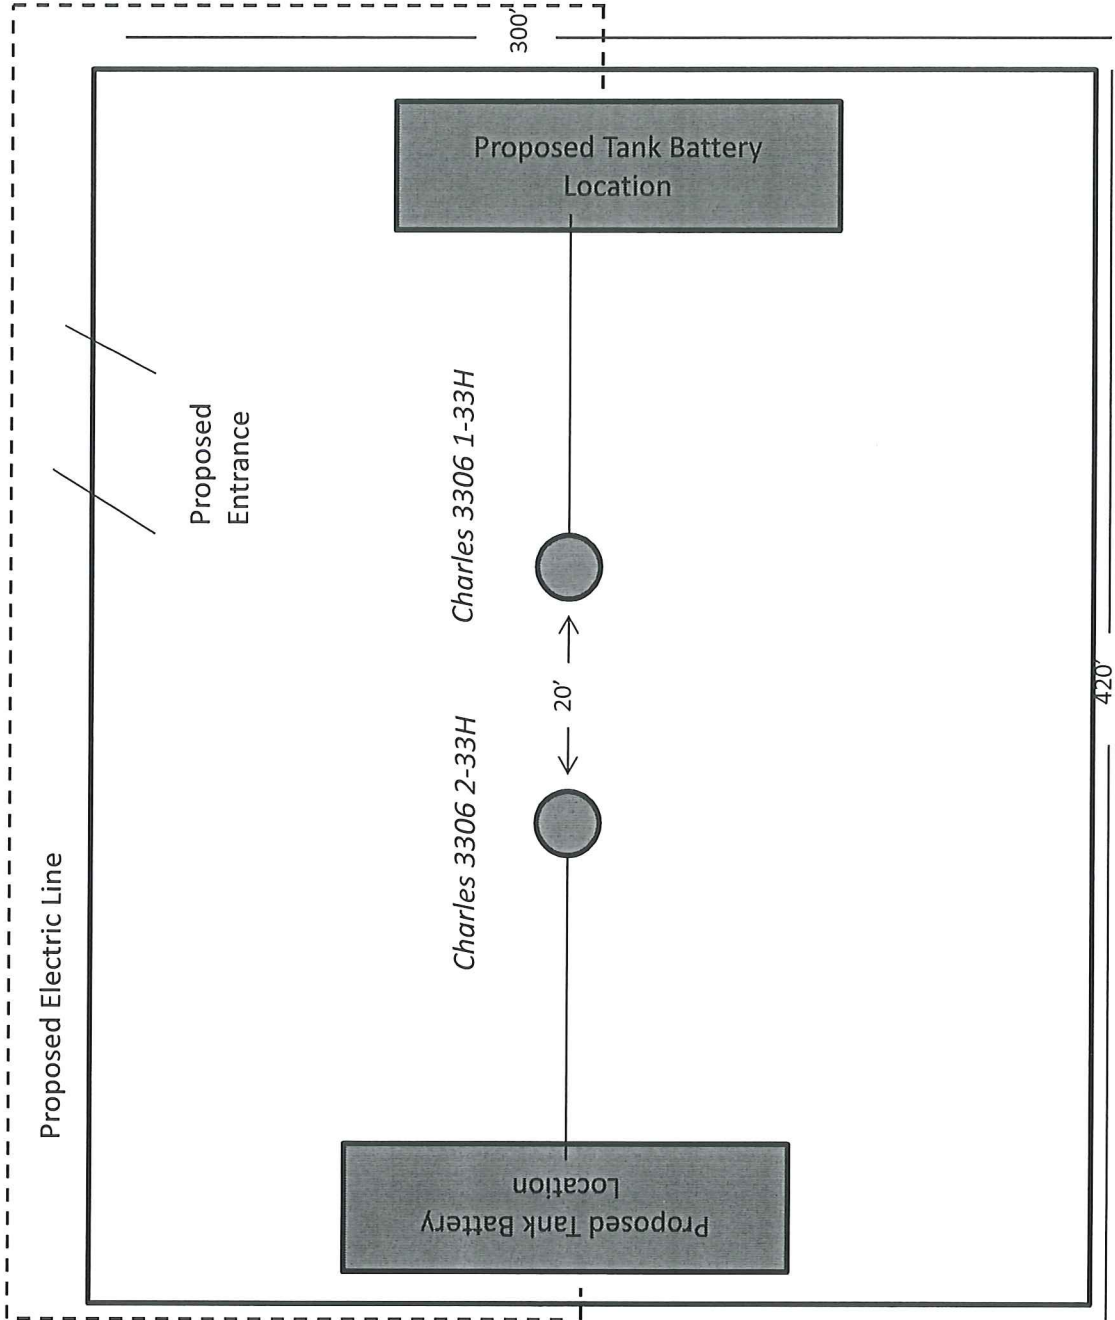 Proposed Electric Line
Proposed
Entrance
300'
Proposed Tank Battery
Location
Charles 3306 2-33H
Charles 3306 1-33H
20'
Proposed Tank Battery
Location
420'